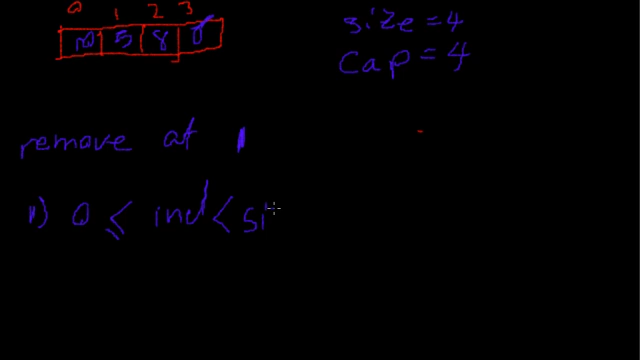 0 1 2 3
10 5 8 0
size = 4
cap = 4
remove at 1
1) 0 ≤ ind < si